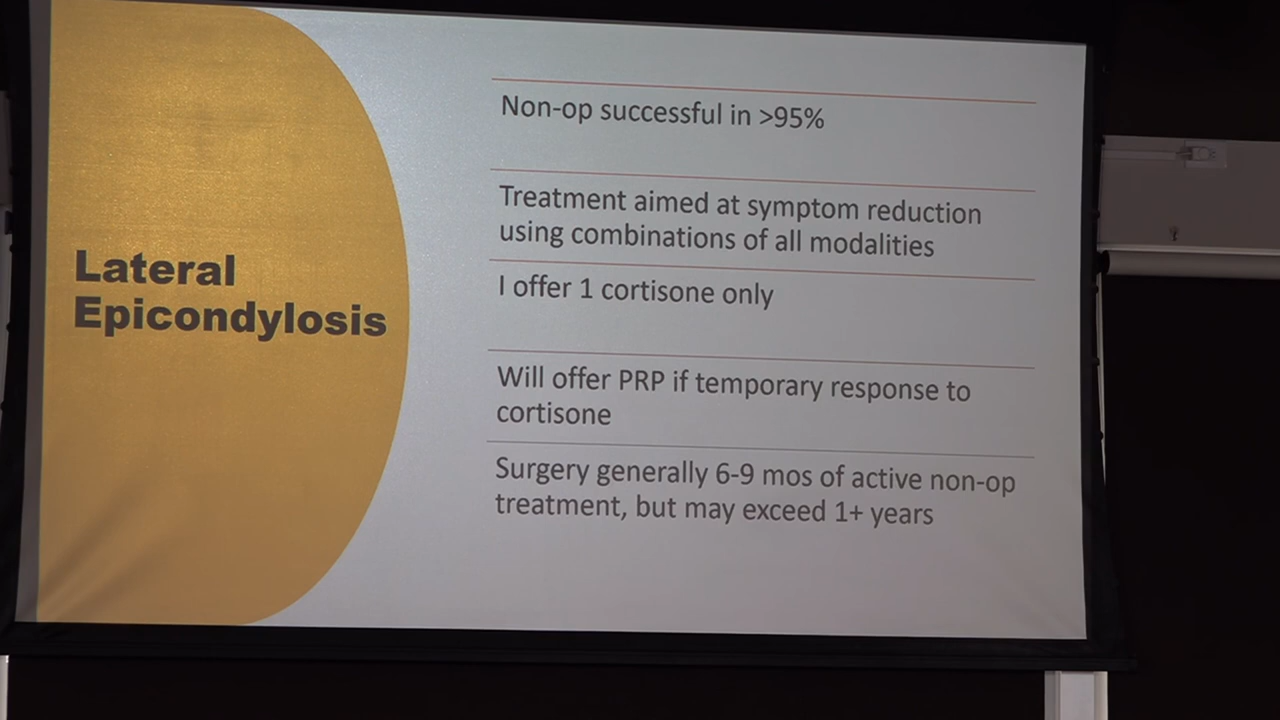 Lateral
Epicondylosis
Non-op successful in >95%
Treatment aimed at symptom reduction
using combinations of all modalities
I offer 1 cortisone only
Will offer PRP if temporary response to
cortisone
Surgery generally 6-9 mos of active non-op
treatment, but may exceed 1+ years